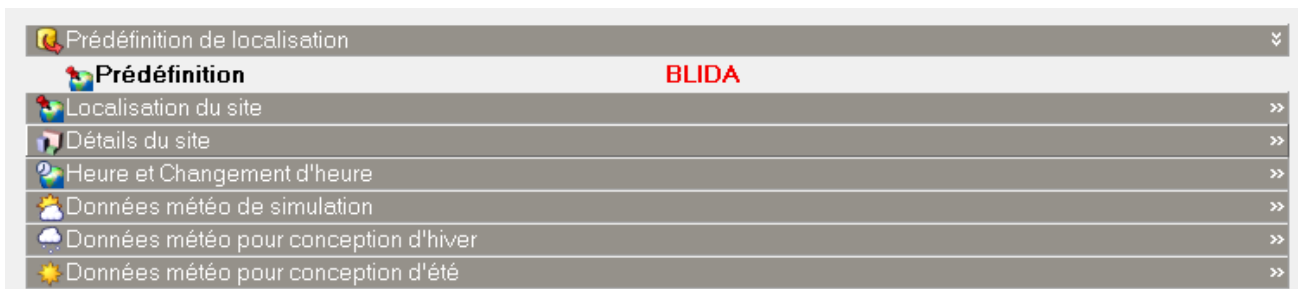 Prédéfinition de localisation
Prédéfinition BLIDA
Localisation du site
Détails du site
Heure et Changement d'heure
Données météo de simulation
Données météo pour conception d'hiver
Données météo pour conception d'été